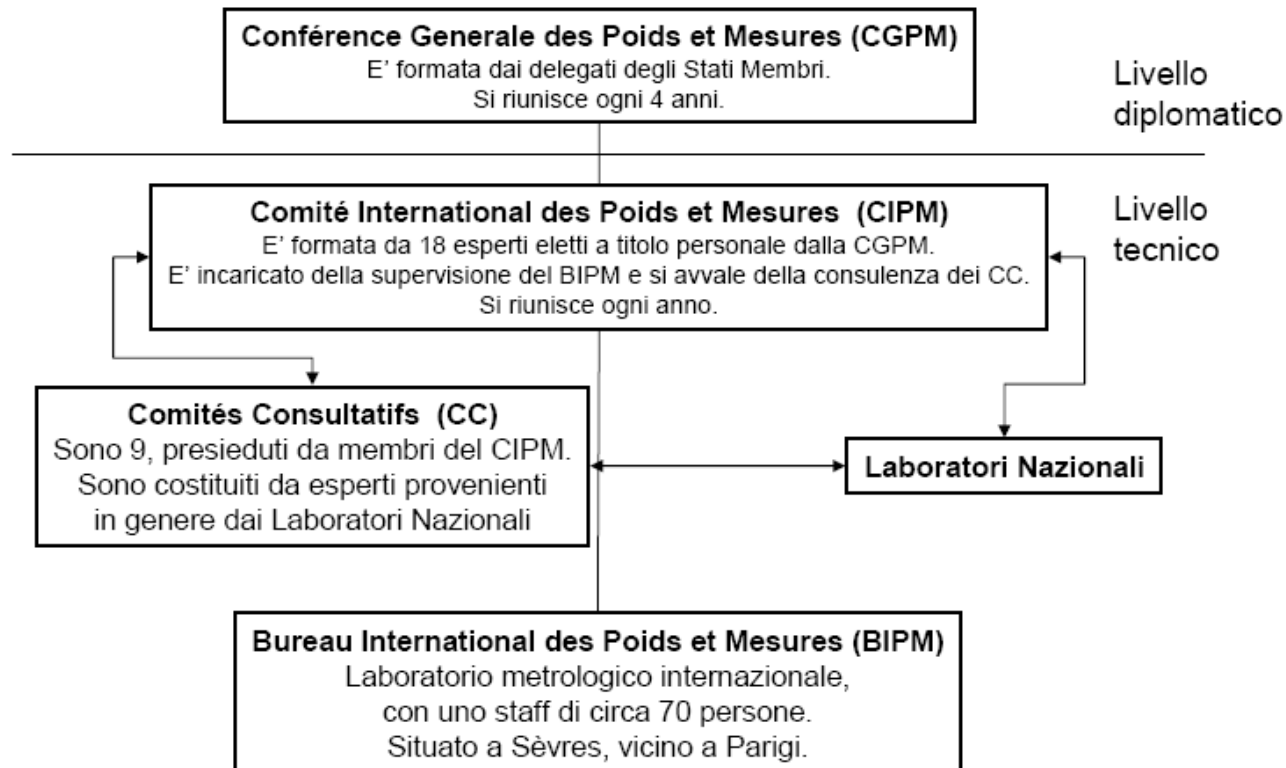 Conférence Generale des Poids et Mesures (CGPM)
E' formata dai delegati degli Stati Membri.
Si riunisce ogni 4 anni.
Livello
diplomatico
Comité International des Poids et Mesures (CIPM)
E' formata da 18 esperti eletti a titolo personale dalla CGPM.
E' incaricato della supervisione del BIPM e si avvale della consulenza dei CC.
Si riunisce ogni anno.
Livello
tecnico
Comités Consultatifs (CC)
Sono 9, presieduti da membri del CIPM.
Sono costituiti da esperti provenienti
in genere dai Laboratori Nazionali
Laboratori Nazionali
Bureau International des Poids et Mesures (BIPM)
Laboratorio metrologico internazionale,
con uno staff di circa 70 persone.
Situato a Sèvres, vicino a Parigi.